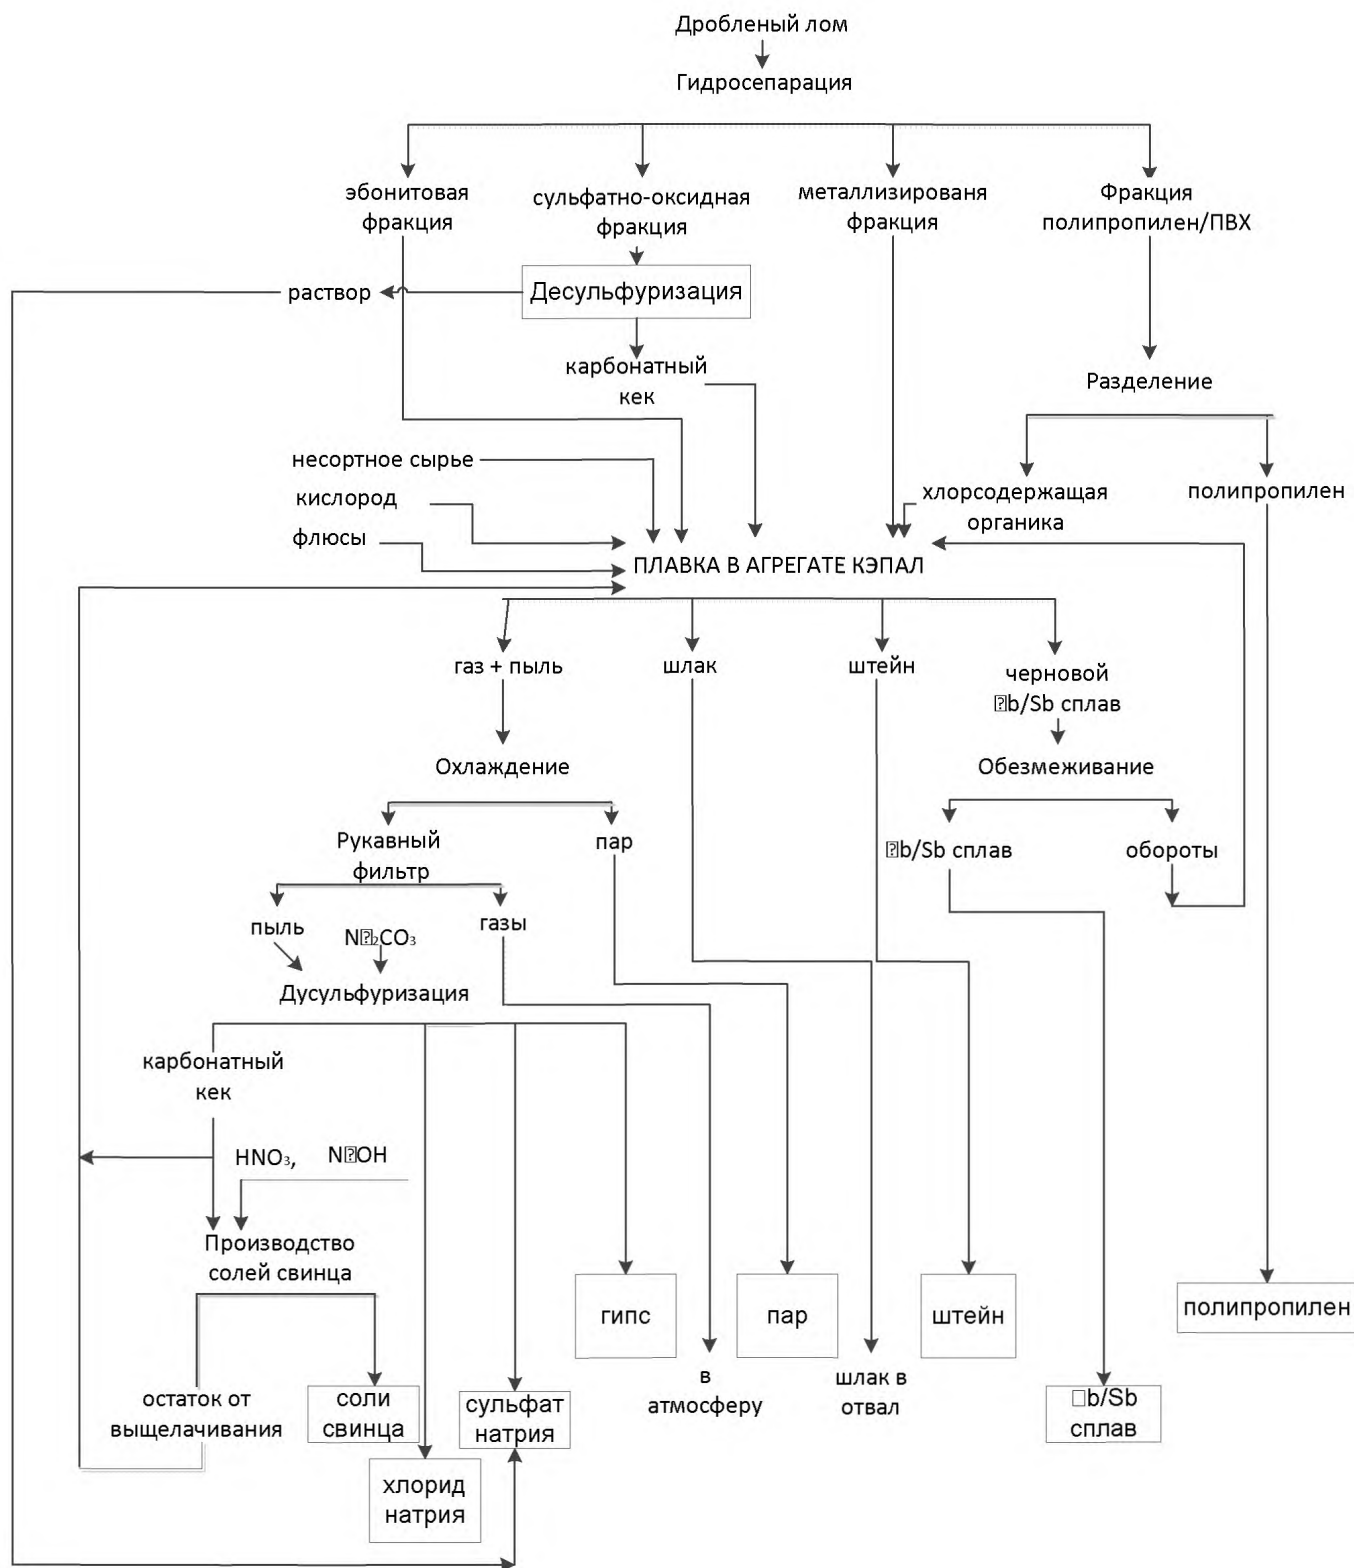 Дробленый лом
Гидросепарация
эбонитовая
фракция
сульфатно-оксидная
фракция
металлизированя
фракция
Фракция
полипропилен/ПВХ
раствор
Десульфуризация
карбонатный
кек
Разделение
несортное сырье
кислород
флюсы
хлорсодержащая
органика
полипропилен
ПЛАВКА В АГРЕГАТЕ КЭПАЛ
газ + пыль
шлак
штейн
черновой
⍰b/Sb сплав
Охлаждение
Обезмеживание
Рукавный
фильтр
пар
⍰b/Sb сплав
обороты
пыль
N⍰₂CO₃
газы
Дусульфуризация
карбонатный
кек
HNO₃, N⍰OH
Производство
солей свинца
гипс
пар
штейн
полипропилен
остаток от
выщелачивания
соли
свинца
сульфат
натрия
в
атмосферу
шлак в
отвал
□b/Sb
сплав
хлорид
натрия